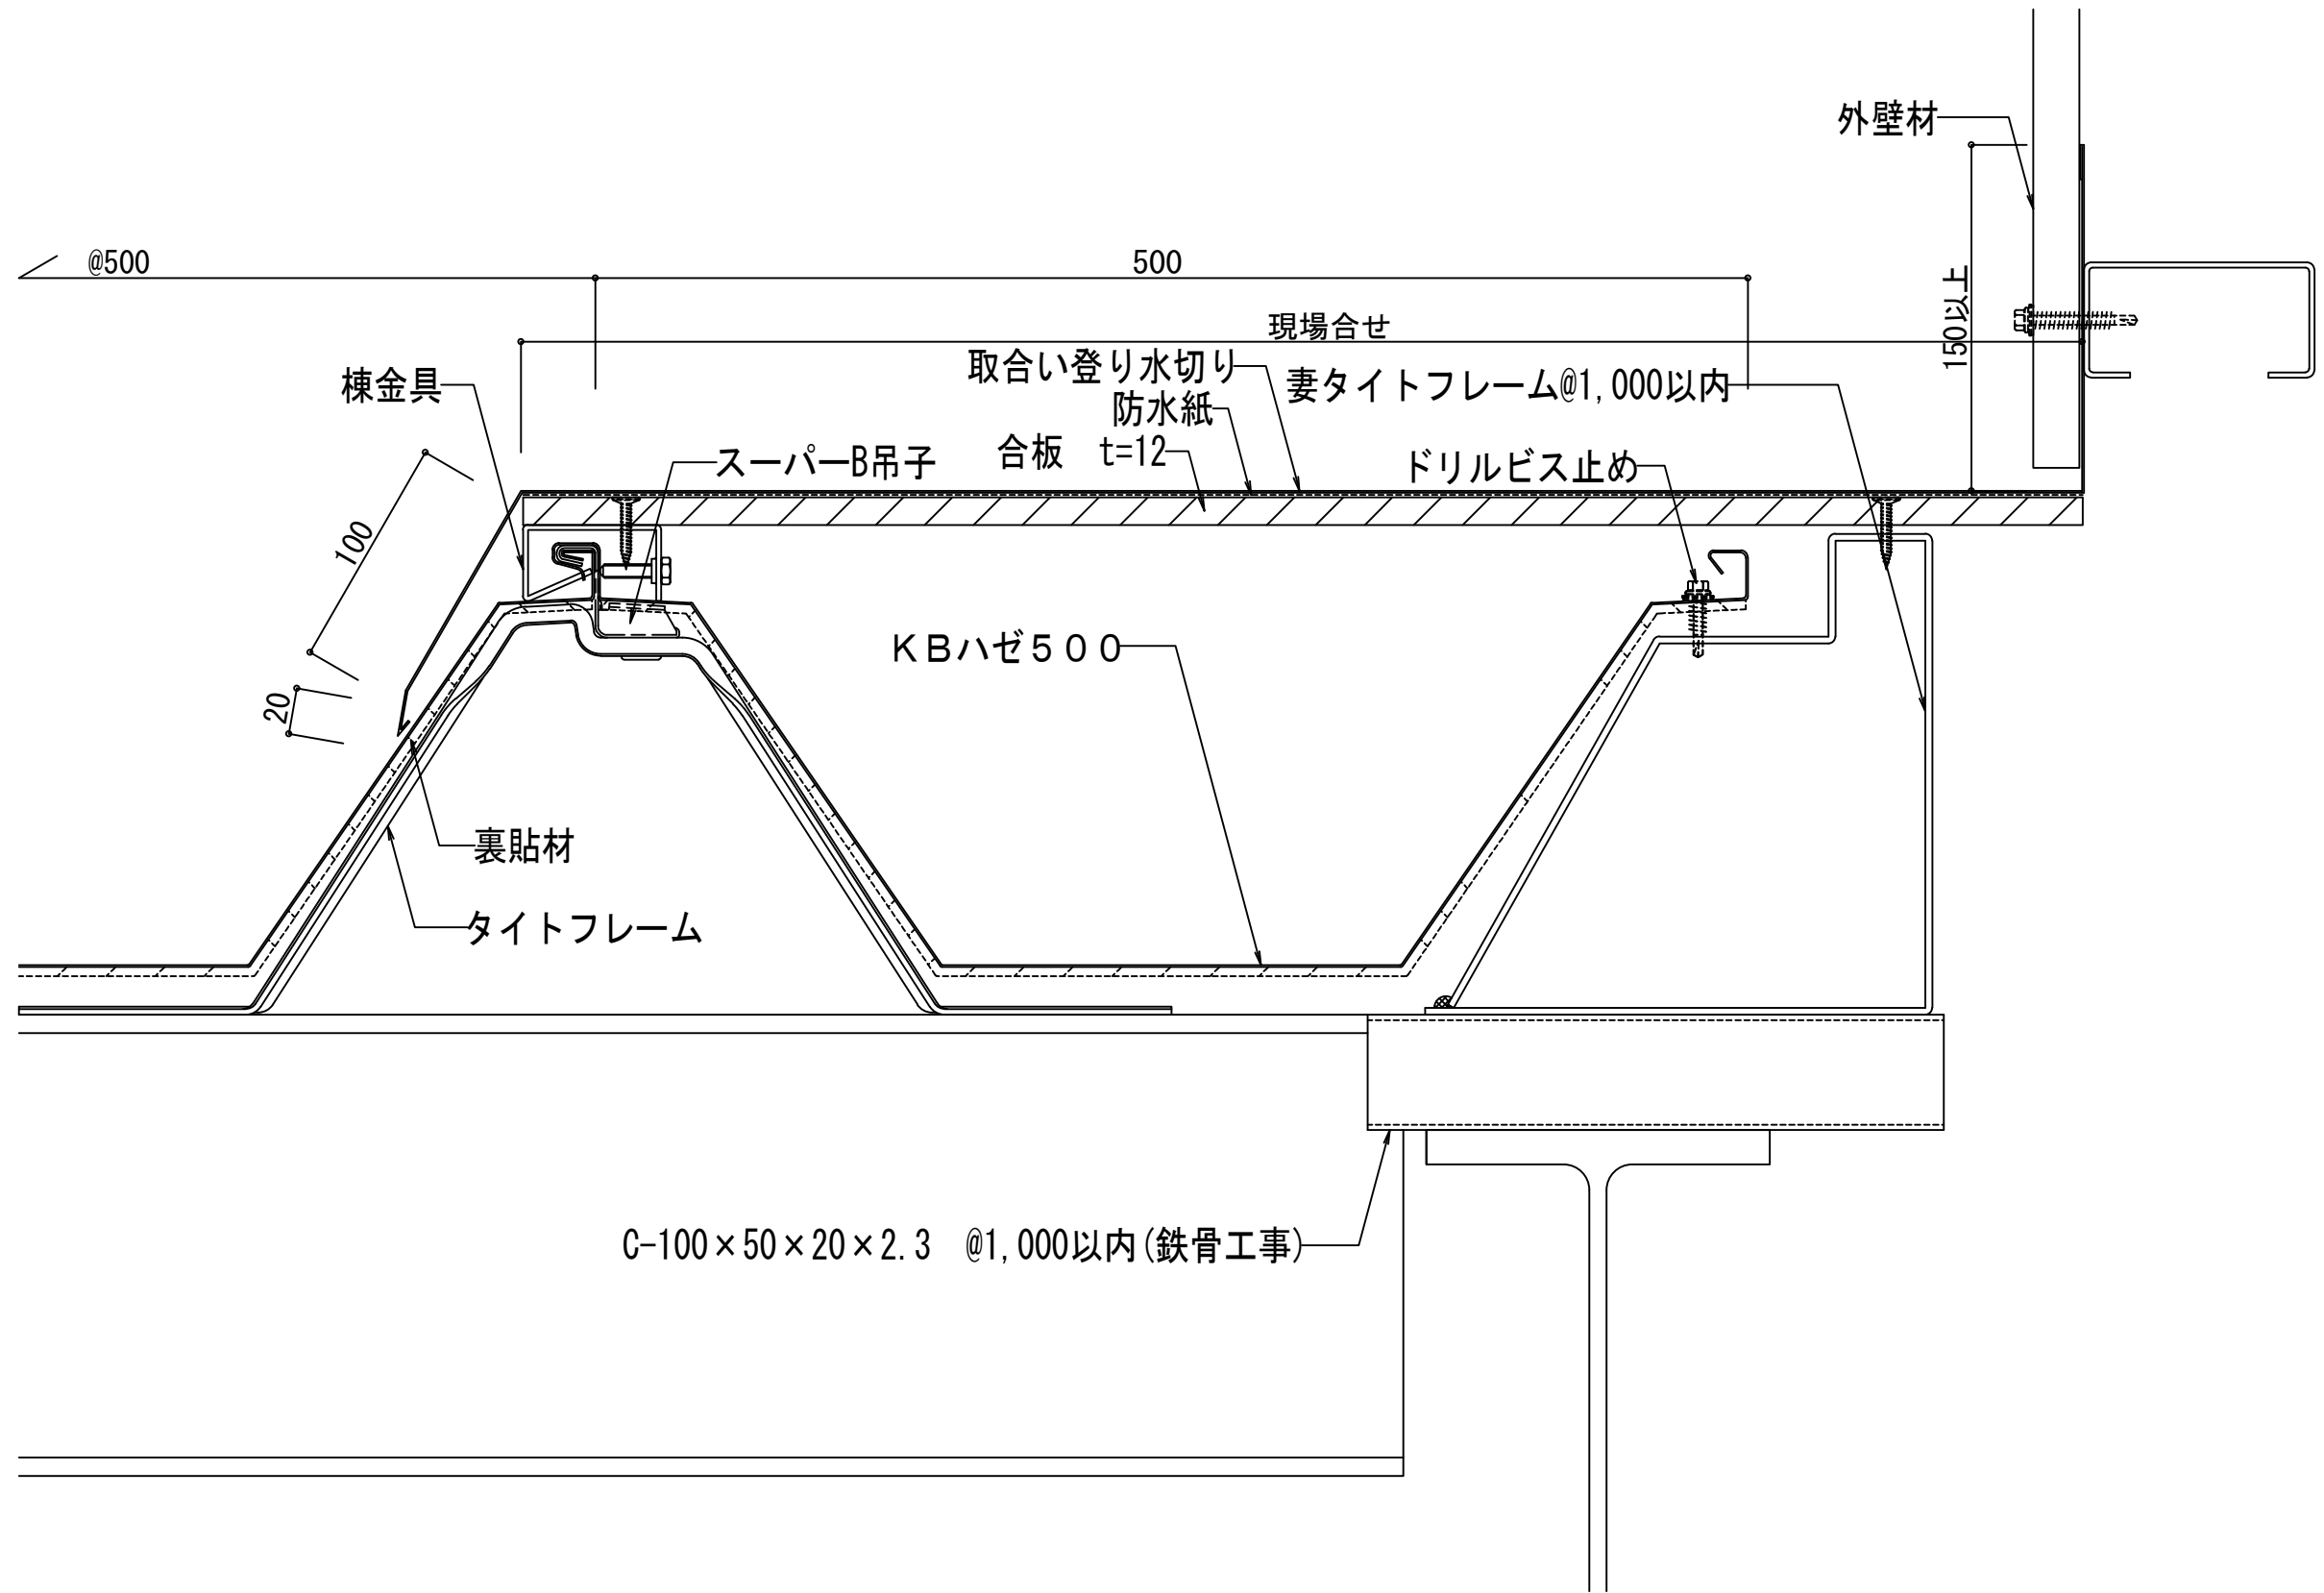 外壁材
@500
500
150以上
現場合せ
取合い登り水切り
棟金具
妻タイトフレーム@1,000以内
防水紙
スーパーB吊子
合板　t=12
ドリルビス止め
100
KBハゼ500
20
裏貼材
タイトフレーム
C-100×50×20×2.3　@1,000以内(鉄骨工事)